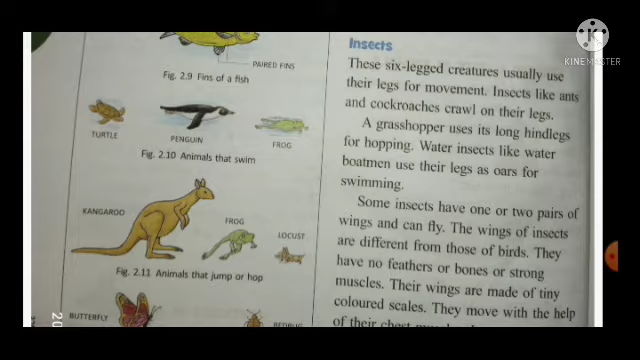 KINEMASTER
PAIRED FINS
Fig. 2.9 Fins of a fish
TURTLE
PENGUIN
FROG
Fig. 2.10 Animals that swim
KANGAROO
FROG
LOCUST
Fig. 2.11 Animals that jump or hop
BUTTERFLY
BEDBUG
Insects
These six-legged creatures usually use
their legs for movement. Insects like ants
and cockroaches crawl on their legs.
A grasshopper uses its long hindlegs
for hopping. Water insects like water
boatmen use their legs as oars for
swimming.
Some insects have one or two pairs of
wings and can fly. The wings of insects
are different from those of birds. They
have no feathers or bones or strong
muscles. Their wings are made of tiny
coloured scales. They move with the help
of their chest